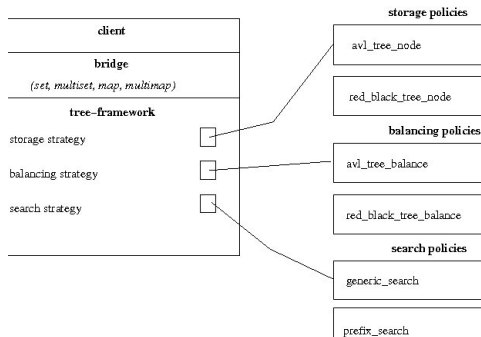 client
bridge
(set, multiset, map, multimap)
tree-framework
storage strategy
balancing strategy
search strategy
storage policies
avl_tree_node
red_black_tree_node
balancing policies
avl_tree_balance
red_black_tree_balance
search policies
generic_search
prefix_search